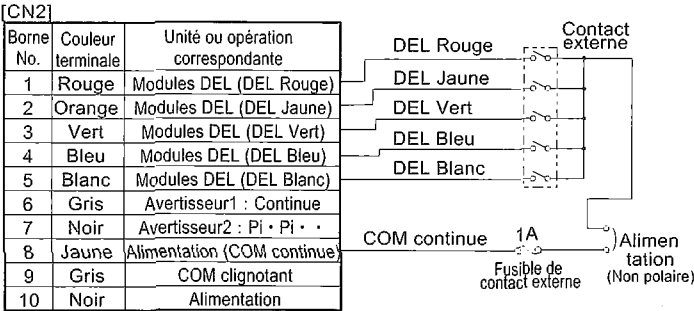 [CN2]
Borne No. Couleur terminale Unité ou opération correspondante
1 Rouge Modules DEL (DEL Rouge)
2 Orange Modules DEL (DEL Jaune)
3 Vert Modules DEL (DEL Vert)
4 Bleu Modules DEL (DEL Bleu)
5 Blanc Modules DEL (DEL Blanc)
6 Gris Avertisseur1 : Continue
7 Noir Avertisseur2 : Pi・Pi・・
8 Jaune Alimentation (COM continue)
9 Gris COM clignotant
10 Noir Alimentation
Contact externe
DEL Rouge
DEL Jaune
DEL Vert
DEL Bleu
DEL Blanc
COM continue
1A
Fusible de
contact externe
Alimen
tation
(Non polaire)